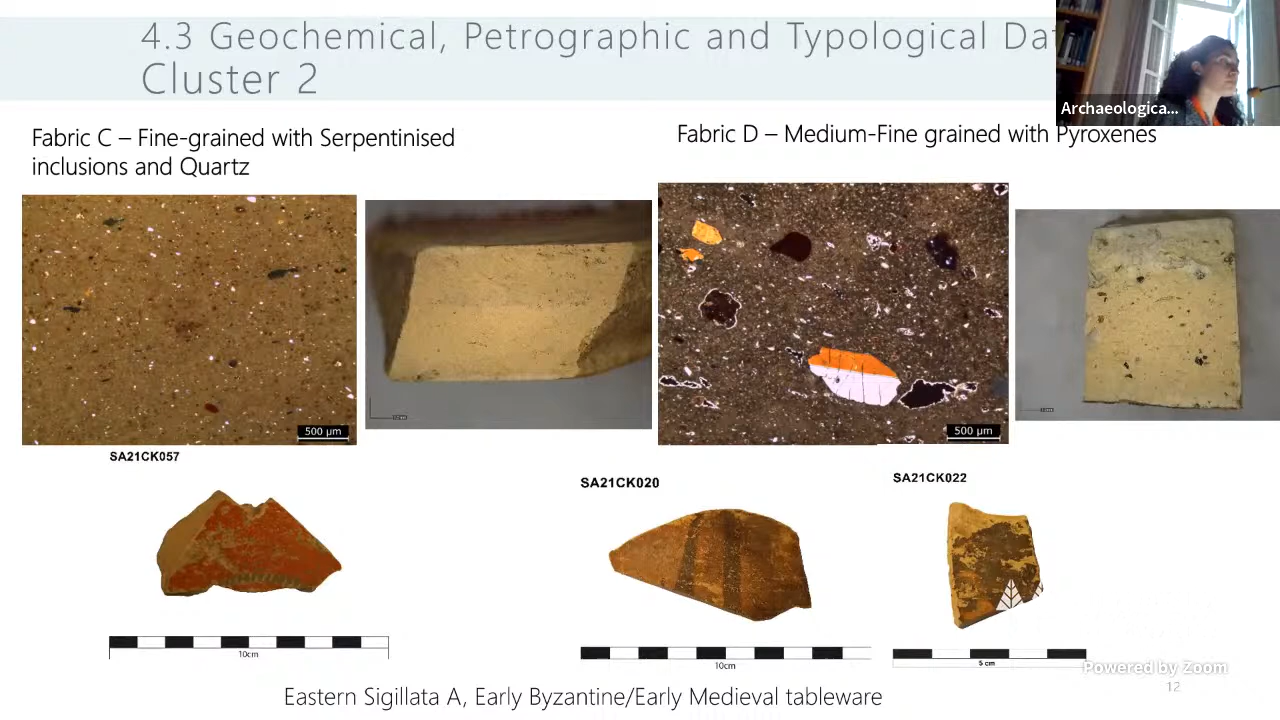 4.3 Geochemical, Petrographic and Typological Da
Cluster 2
Archaeologica...
Fabric C – Fine-grained with Serpentinised
inclusions and Quartz
Fabric D – Medium-Fine grained with Pyroxenes
500 µm
500 µm
SA21CK057
SA21CK020
SA21CK022
10cm
10cm
5 cm
Powered by Zoom
Eastern Sigillata A, Early Byzantine/Early Medieval tableware
12